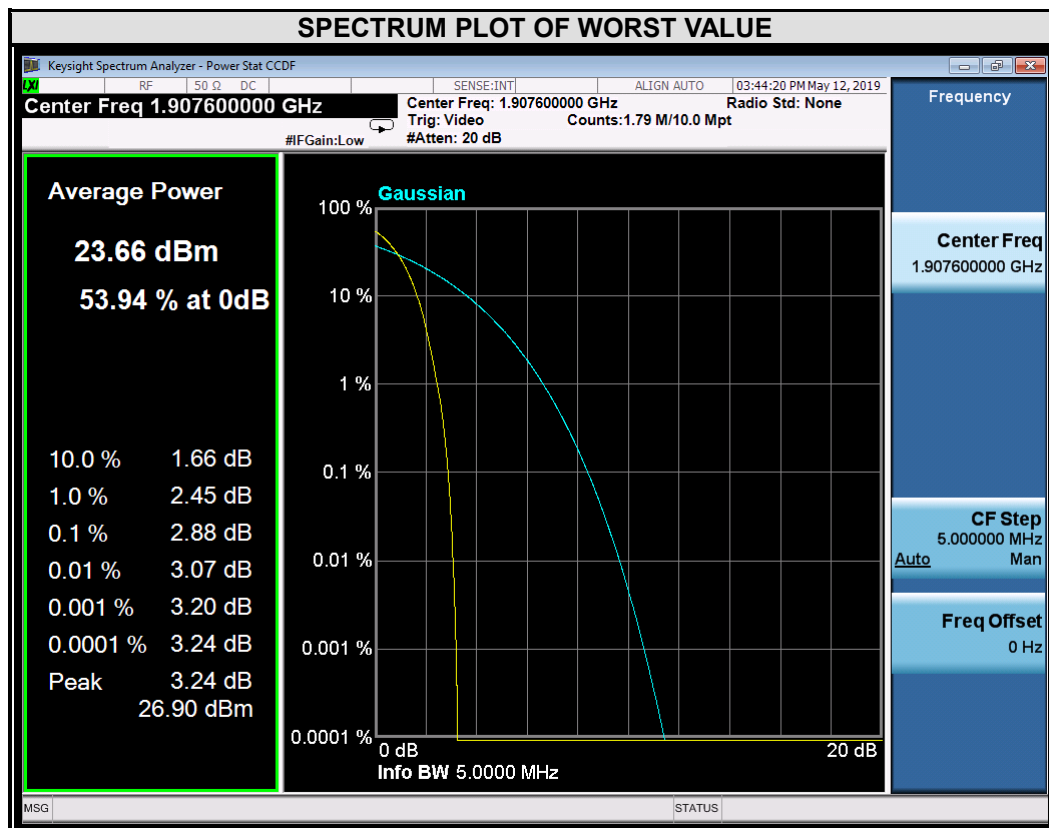 SPECTRUM PLOT OF WORST VALUE
Keysight Spectrum Analyzer - Power Stat CCDF
LXI RF 50 Ω DC SENSE:INT ALIGN AUTO 03:44:20 PM May 12, 2019
Center Freq 1.907600000 GHz
Center Freq: 1.907600000 GHz Radio Std: None
Trig: Video Counts:1.79 M/10.0 Mpt
#IFGain:Low #Atten: 20 dB
Frequency
Average Power
23.66 dBm
53.94 % at 0dB
10.0 % 1.66 dB
1.0 % 2.45 dB
0.1 % 2.88 dB
0.01 % 3.07 dB
0.001 % 3.20 dB
0.0001 % 3.24 dB
Peak 3.24 dB
26.90 dBm
Gaussian
100 %
10 %
1 %
0.1 %
0.01 %
0.001 %
0.0001 %
0 dB 20 dB
Info BW 5.0000 MHz
Center Freq
1.907600000 GHz
CF Step
5.000000 MHz
Auto Man
Freq Offset
0 Hz
MSG STATUS